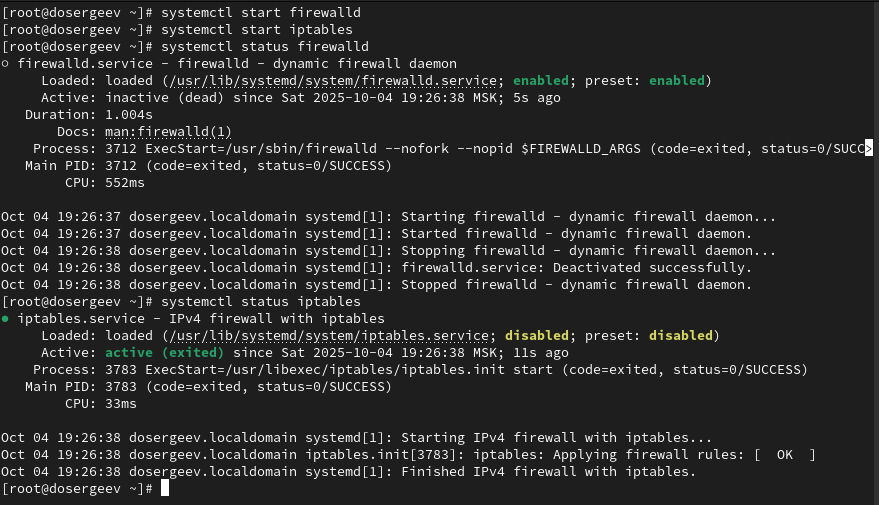 [root@dosergeev ~]# systemctl start firewalld
[root@dosergeev ~]# systemctl start iptables
[root@dosergeev ~]# systemctl status firewalld
○ firewalld.service - firewalld - dynamic firewall daemon
     Loaded: loaded (/usr/lib/systemd/system/firewalld.service; enabled; preset: enabled)
     Active: inactive (dead) since Sat 2025-10-04 19:26:38 MSK; 5s ago
   Duration: 1.004s
       Docs: man:firewalld(1)
    Process: 3712 ExecStart=/usr/sbin/firewalld --nofork --nopid $FIREWALLD_ARGS (code=exited, status=0/SUCC>
   Main PID: 3712 (code=exited, status=0/SUCCESS)
        CPU: 552ms

Oct 04 19:26:37 dosergeev.localdomain systemd[1]: Starting firewalld - dynamic firewall daemon...
Oct 04 19:26:37 dosergeev.localdomain systemd[1]: Started firewalld - dynamic firewall daemon.
Oct 04 19:26:38 dosergeev.localdomain systemd[1]: Stopping firewalld - dynamic firewall daemon...
Oct 04 19:26:38 dosergeev.localdomain systemd[1]: firewalld.service: Deactivated successfully.
Oct 04 19:26:38 dosergeev.localdomain systemd[1]: Stopped firewalld - dynamic firewall daemon.
[root@dosergeev ~]# systemctl status iptables
● iptables.service - IPv4 firewall with iptables
     Loaded: loaded (/usr/lib/systemd/system/iptables.service; disabled; preset: disabled)
     Active: active (exited) since Sat 2025-10-04 19:26:38 MSK; 11s ago
    Process: 3783 ExecStart=/usr/libexec/iptables/iptables.init start (code=exited, status=0/SUCCESS)
   Main PID: 3783 (code=exited, status=0/SUCCESS)
        CPU: 33ms

Oct 04 19:26:38 dosergeev.localdomain systemd[1]: Starting IPv4 firewall with iptables...
Oct 04 19:26:38 dosergeev.localdomain iptables.init[3783]: iptables: Applying firewall rules: [  OK  ]
Oct 04 19:26:38 dosergeev.localdomain systemd[1]: Finished IPv4 firewall with iptables.
[root@dosergeev ~]#